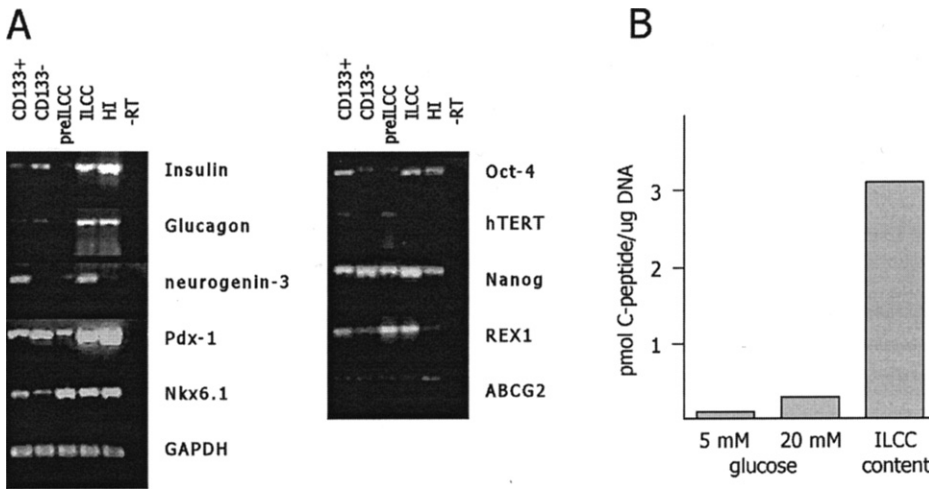 A
CD133+
CD133-
preILCC
ILCC
HI
-RT
Insulin
Glucagon
neurogenin-3
Pdx-1
Nkx6.1
GAPDH
CD133+
CD133-
preILCC
ILCC
HI
-RT
Oct-4
hTERT
Nanog
REX1
ABCG2
B
pmol C-peptide/ug DNA
3
2
1
5 mM 20 mM ILCC
glucose content